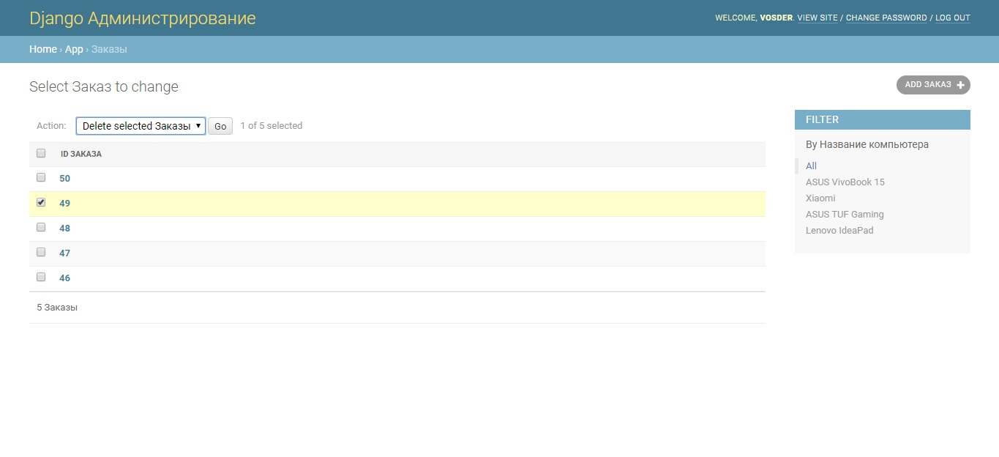 Django Администрирование
WELCOME, VOSDER. VIEW SITE / CHANGE PASSWORD / LOG OUT
Home › App › Заказы
Select Заказ to change
ADD ЗАКАЗ +
Action: Delete selected Заказы Go 1 of 5 selected
ID ЗАКАЗА
50
49
48
47
46
5 Заказы
FILTER
By Название компьютера
All
ASUS VivoBook 15
Xiaomi
ASUS TUF Gaming
Lenovo IdeaPad